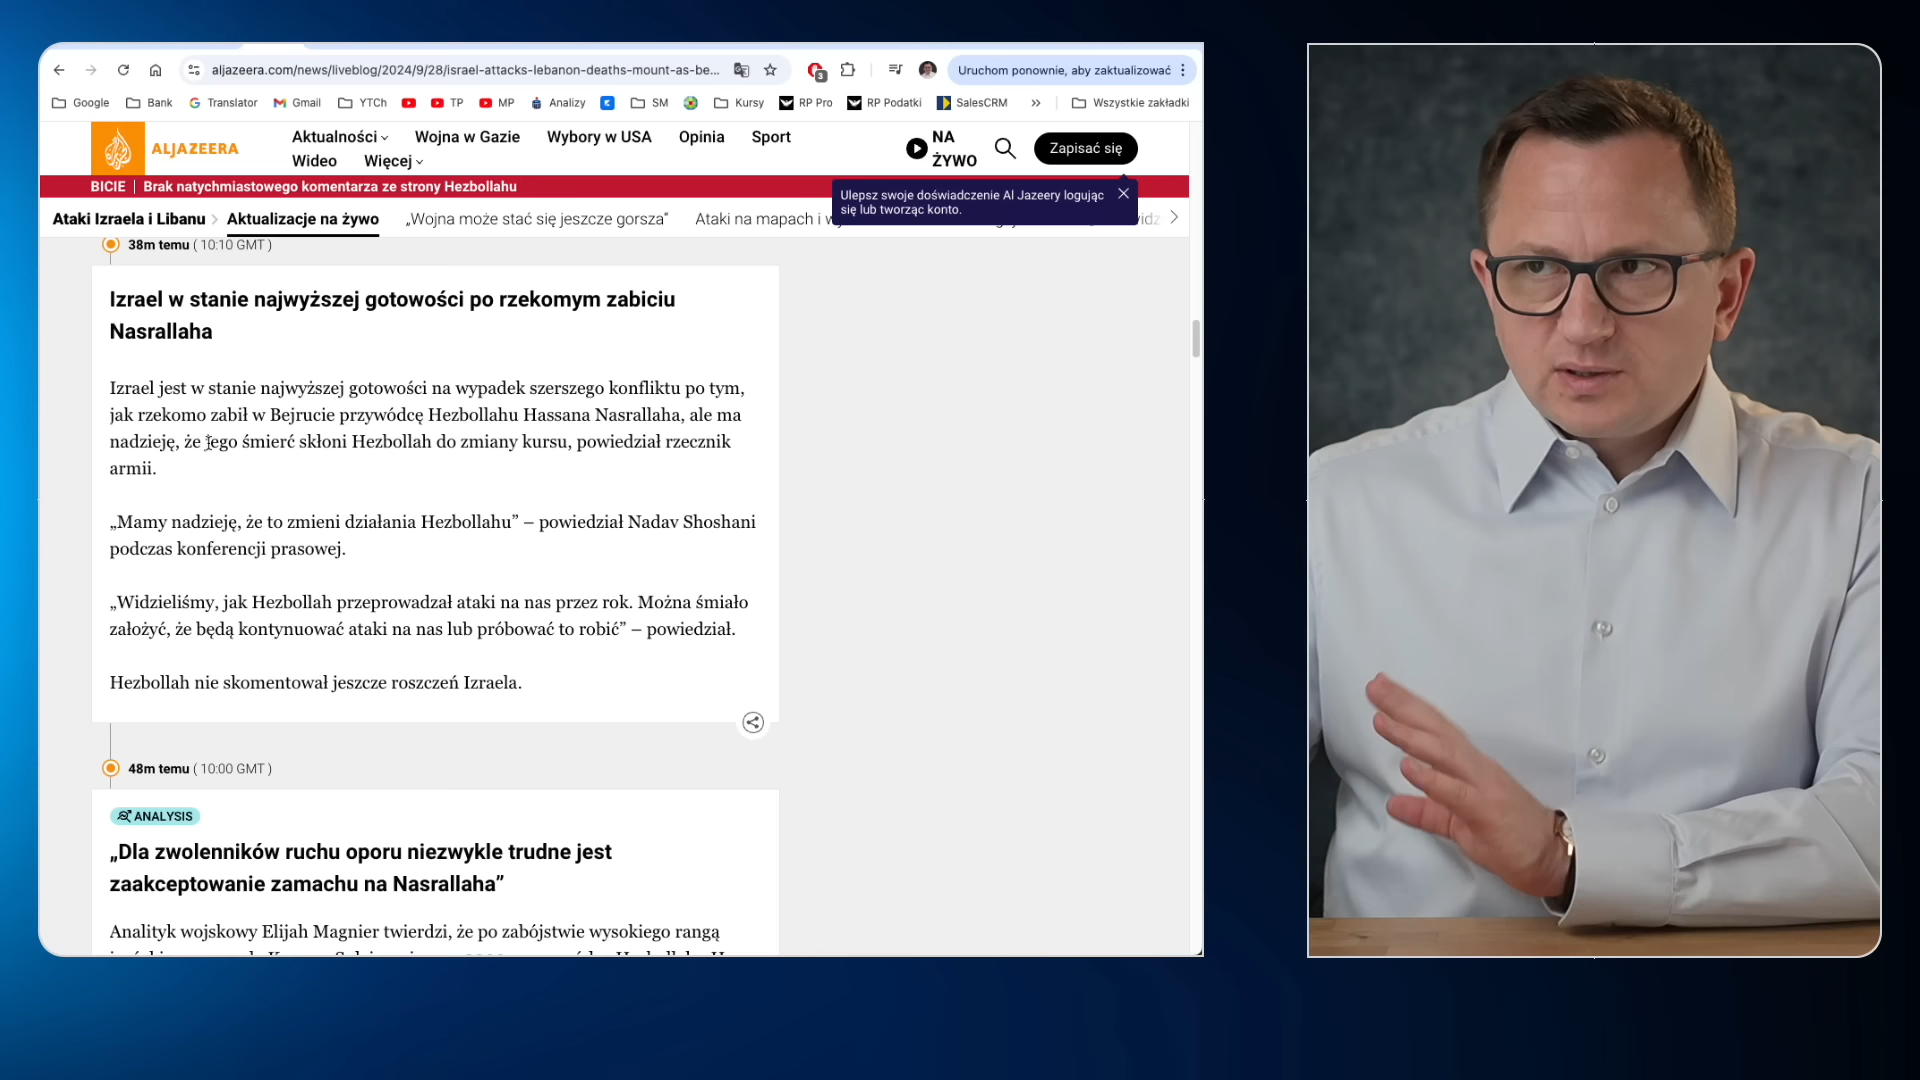 aljazeera.com/news/liveblog/2024/9/28/israel-attacks-lebanon-deaths-mount-as-be...
3
Uruchom ponownie, aby zaktualizować
Google
Bank
Translator
Gmail
YTCh
TP
MP
Analizy
SM
Kursy
RP Pro
RP Podatki
SalesCRM
Wszystkie zakładki
ALJAZEERA
Aktualności
Wojna w Gazie
Wybory w USA
Opinia
Sport
Wideo
Więcej
NA
ŻYWO
Zapisać się
BICIE
Brak natychmiastowego komentarza ze strony Hezbollahu
Ulepsz swoje doświadczenie Al Jazeery logując
się lub tworząc konto.
Ataki Izraela i Libanu
Aktualizacje na żywo
„Wojna może stać się jeszcze gorsza”
Ataki na mapach i
38m temu ( 10:10 GMT )
Izrael w stanie najwyższej gotowości po rzekomym zabiciu
Nasrallaha
Izrael jest w stanie najwyższej gotowości na wypadek szerszego konfliktu po tym,
jak rzekomo zabił w Bejrucie przywódcę Hezbollahu Hassana Nasrallaha, ale ma
nadzieję, że jego śmierć skłoni Hezbollah do zmiany kursu, powiedział rzecznik
armii.
„Mamy nadzieję, że to zmieni działania Hezbollahu” – powiedział Nadav Shoshani
podczas konferencji prasowej.
„Widzieliśmy, jak Hezbollah przeprowadzał ataki na nas przez rok. Można śmiało
założyć, że będą kontynuować ataki na nas lub próbować to robić” – powiedział.
Hezbollah nie skomentował jeszcze roszczeń Izraela.
48m temu ( 10:00 GMT )
ANALYSIS
„Dla zwolenników ruchu oporu niezwykle trudne jest
zaakceptowanie zamachu na Nasrallaha”
Analityk wojskowy Elijah Magnier twierdzi, że po zabójstwie wysokiego rangą